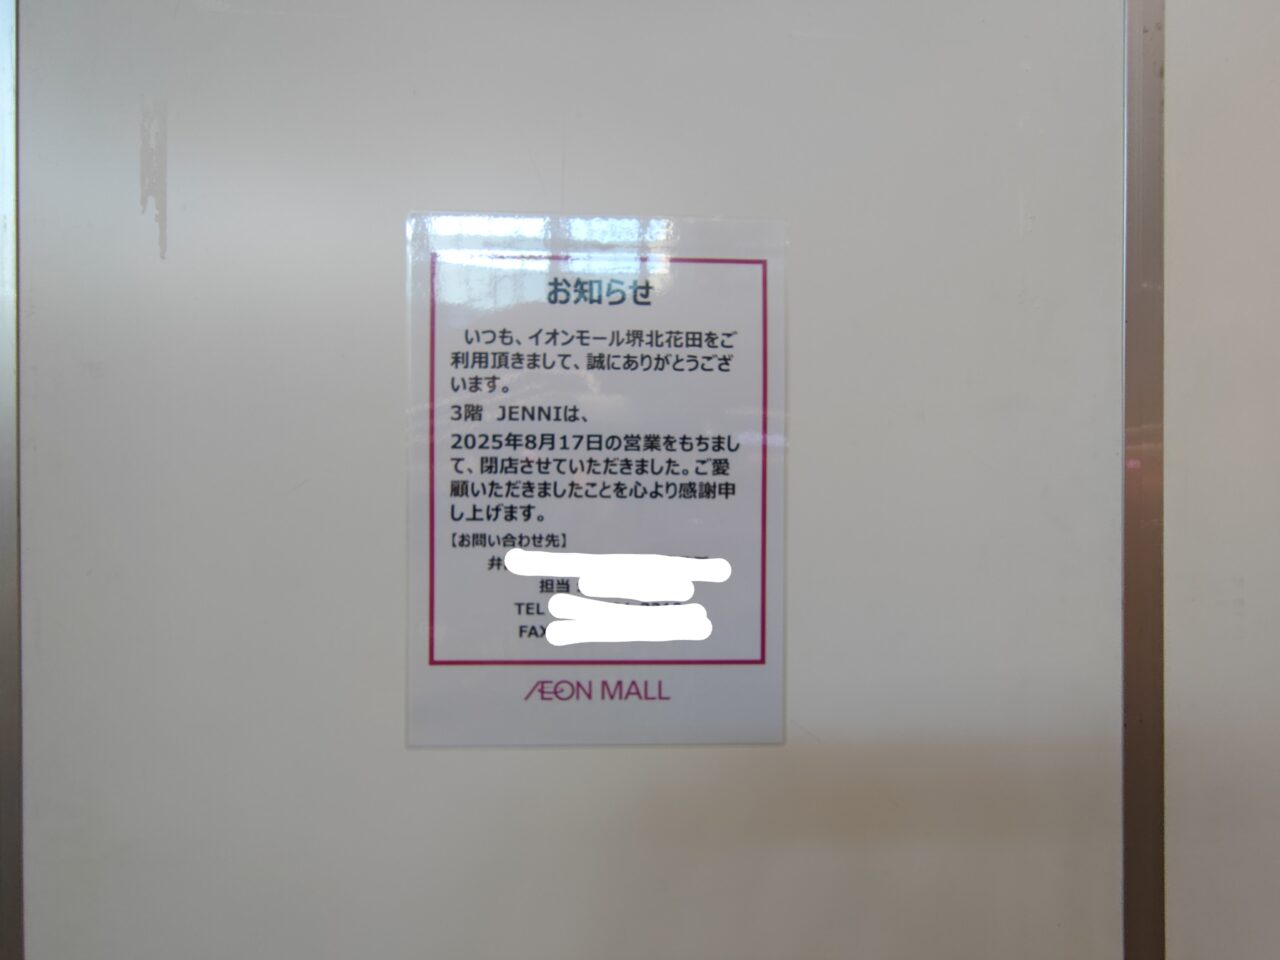 お知らせ
いつも、イオンモール堺北花田をご
利用頂きまして、誠にありがとうござ
います。
3階 JENNIは、
2025年8月17日の営業をもちまし
て、閉店させていただきました。ご愛
顧いただきましたことを心より感謝申
し上げます。
【お問い合わせ先】
弁
担当：
TEL
FAX
ÆON MALL